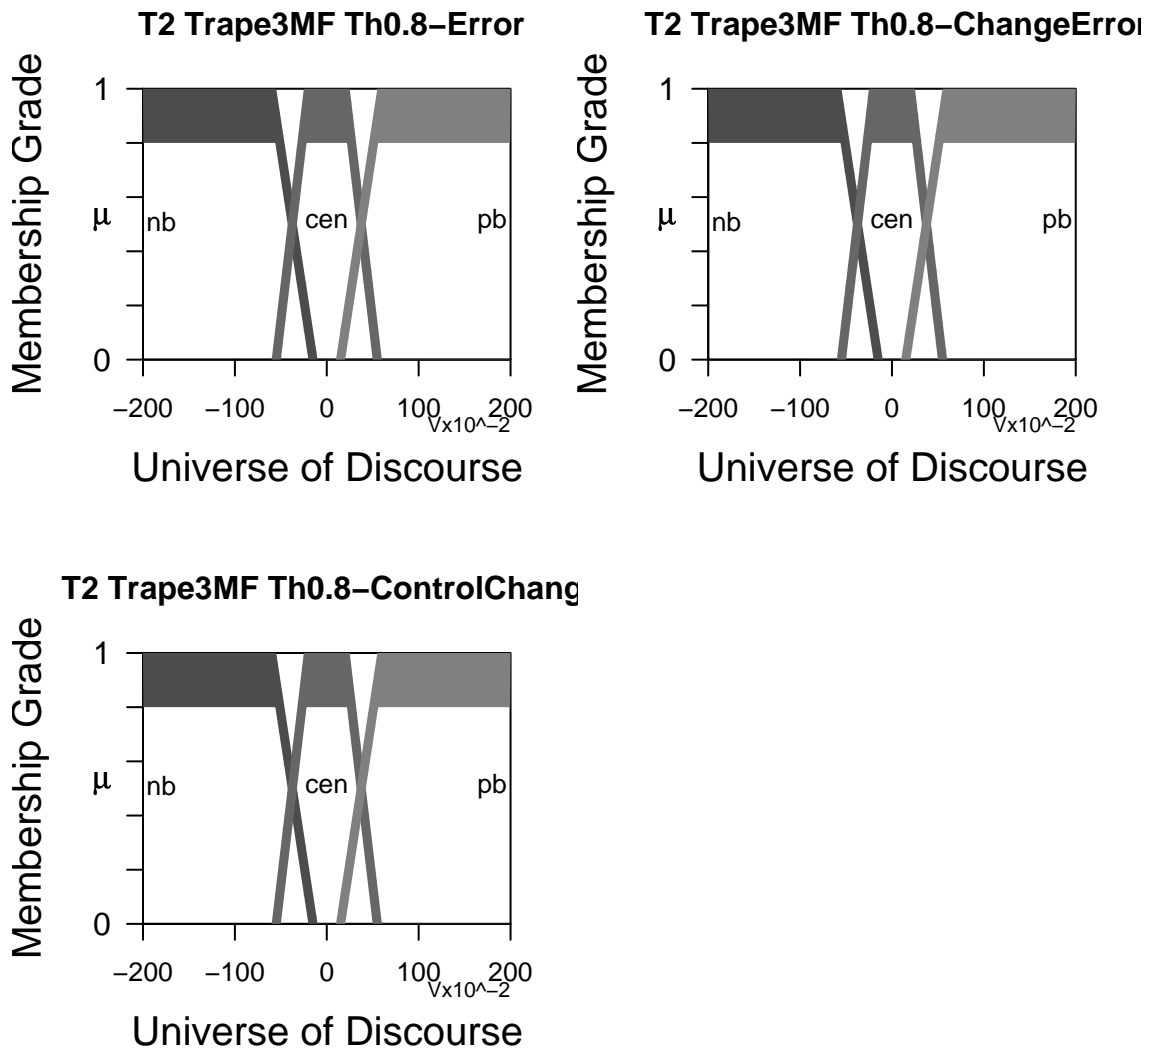 T2 Trape3MF Th0.8−Error
Membership Grade
1
μ
0
nb
cen
pb
−200 −100 0 100 200
Vx10^−2
Universe of Discourse
T2 Trape3MF Th0.8−ChangeError
Membership Grade
1
μ
0
nb
cen
pb
−200 −100 0 100 200
Vx10^−2
Universe of Discourse
T2 Trape3MF Th0.8−ControlChang
Membership Grade
1
μ
0
nb
cen
pb
−200 −100 0 100 200
Vx10^−2
Universe of Discourse